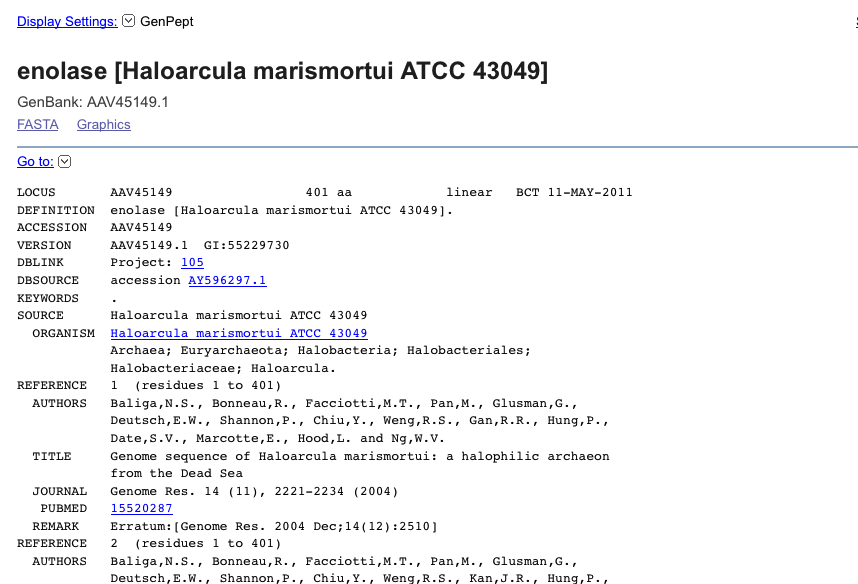 Display Settings: GenPept
enolase [Haloarcula marismortui ATCC 43049]
GenBank: AAV45149.1
FASTA Graphics
Go to:
LOCUS AAV45149 401 aa linear BCT 11-MAY-2011
DEFINITION enolase [Haloarcula marismortui ATCC 43049].
ACCESSION AAV45149
VERSION AAV45149.1 GI:55229730
DBLINK Project: 105
DBSOURCE accession AY596297.1
KEYWORDS .
SOURCE Haloarcula marismortui ATCC 43049
ORGANISM Haloarcula marismortui ATCC 43049
Archaea; Euryarchaeota; Halobacteria; Halobacteriales;
Halobacteriaceae; Haloarcula.
REFERENCE 1 (residues 1 to 401)
AUTHORS Baliga,N.S., Bonneau,R., Facciotti,M.T., Pan,M., Glusman,G.,
Deutsch,E.W., Shannon,P., Chiu,Y., Weng,R.S., Gan,R.R., Hung,P.,
Date,S.V., Marcotte,E., Hood,L. and Ng,W.V.
TITLE Genome sequence of Haloarcula marismortui: a halophilic archaeon
from the Dead Sea
JOURNAL Genome Res. 14 (11), 2221-2234 (2004)
PUBMED 15520287
REMARK Erratum:[Genome Res. 2004 Dec;14(12):2510]
REFERENCE 2 (residues 1 to 401)
AUTHORS Baliga,N.S., Bonneau,R., Facciotti,M.T., Pan,M., Glusman,G.,
Deutsch,E.W., Shannon,P., Chiu,Y., Weng,R.S., Kan,J.R., Hung,P.,